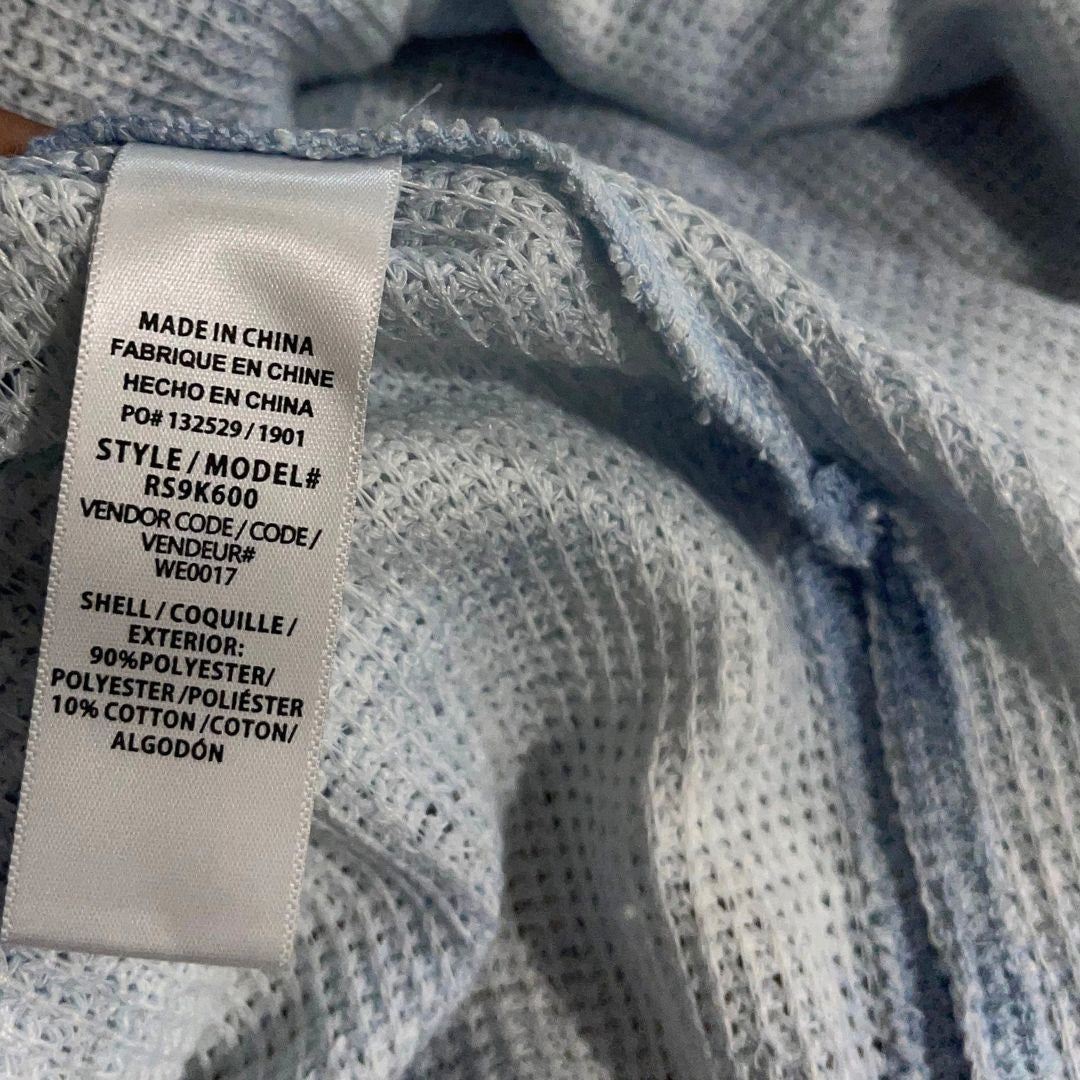 MADE IN CHINA
FABRIQUE EN CHINE
HECHO EN CHINA
PO# 132529 / 1901
STYLE / MODEL#
RS9K600
VENDOR CODE / CODE /
VENDEUR#
WE0017
SHELL / COQUILLE /
EXTERIOR:
90%POLYESTER/
POLYESTER /POLIÉSTER
10% COTTON /COTON/
ALGODÓN